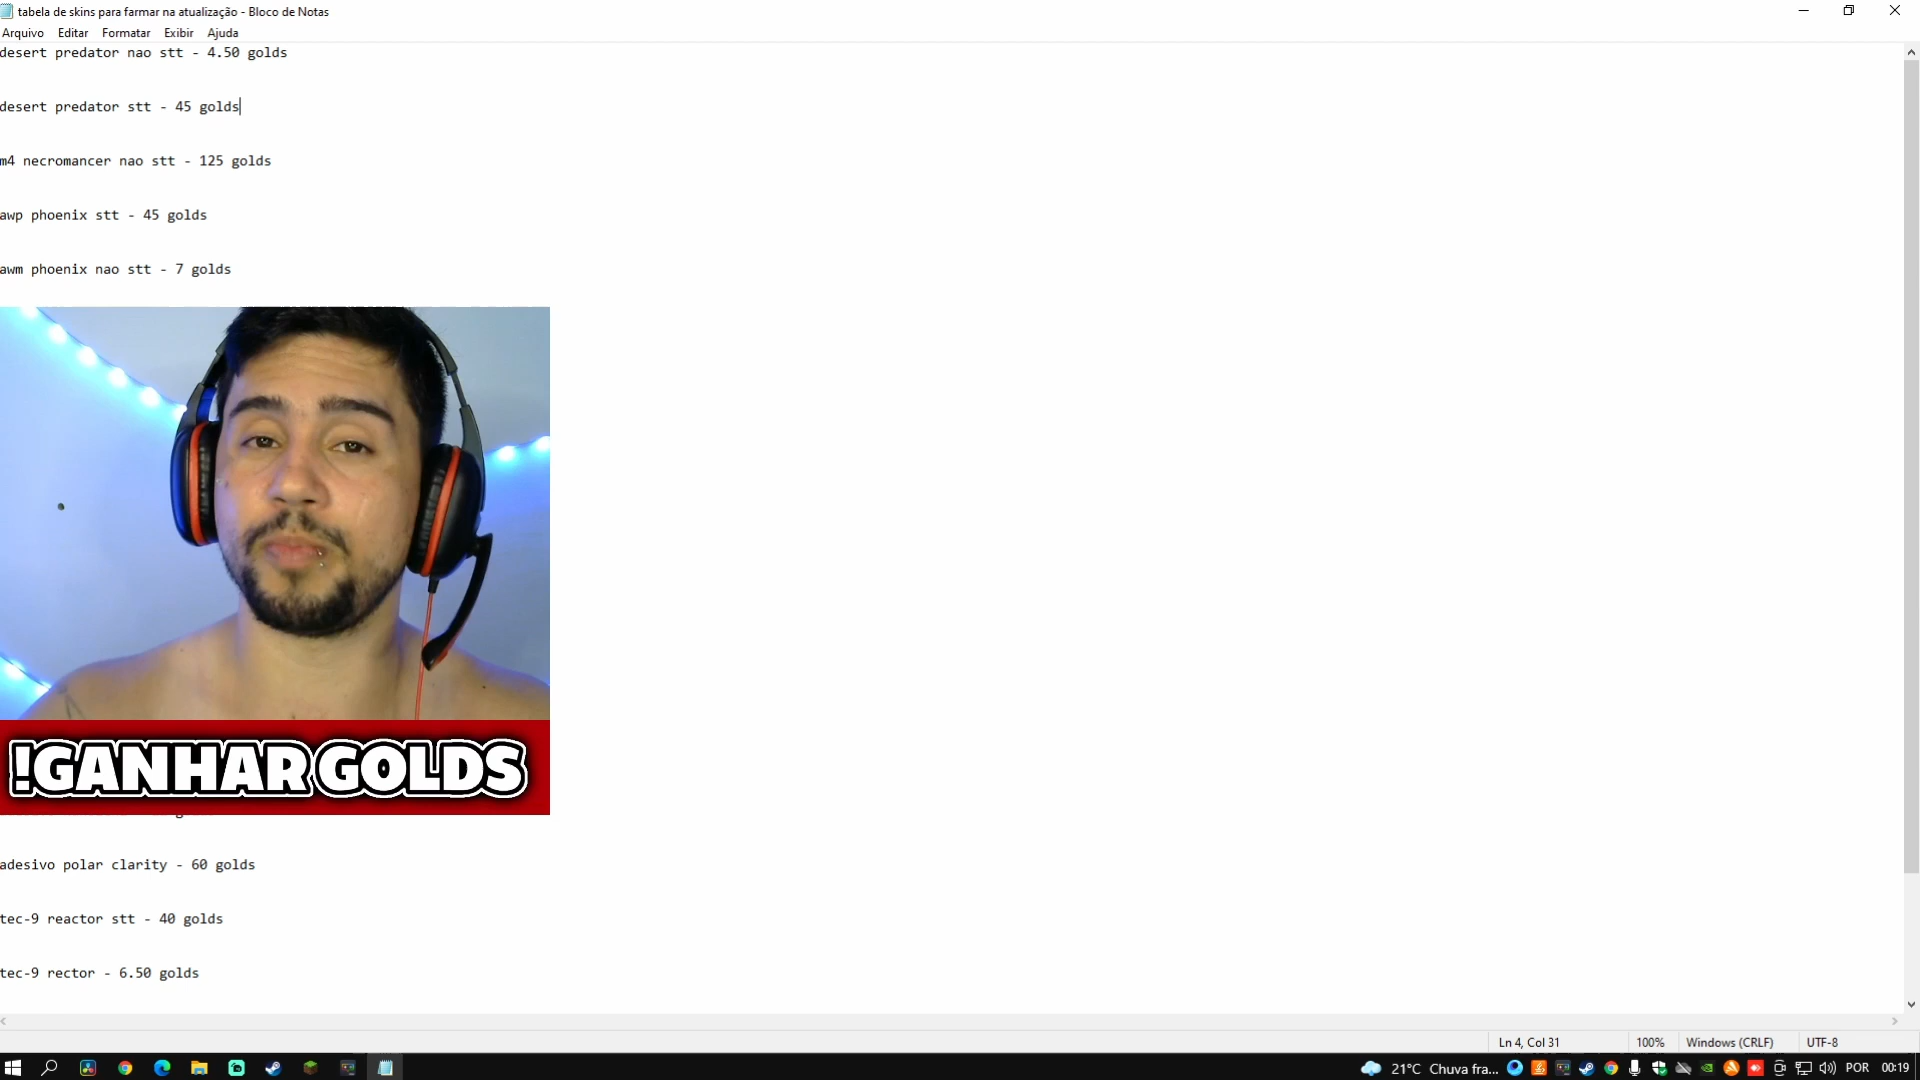 tabela de skins para farmar na atualização - Bloco de Notas
Arquivo Editar Formatar Exibir Ajuda
desert predator nao stt - 4.50 golds
desert predator stt - 45 golds
m4 necromancer nao stt - 125 golds
awp phoenix stt - 45 golds
awm phoenix nao stt - 7 golds
!GANHAR GOLDS
adesivo polar clarity - 60 golds
tec-9 reactor stt - 40 golds
tec-9 rector - 6.50 golds
Ln 4, Col 31 100% Windows (CRLF) UTF-8
21°C Chuva fra... POR 00:19